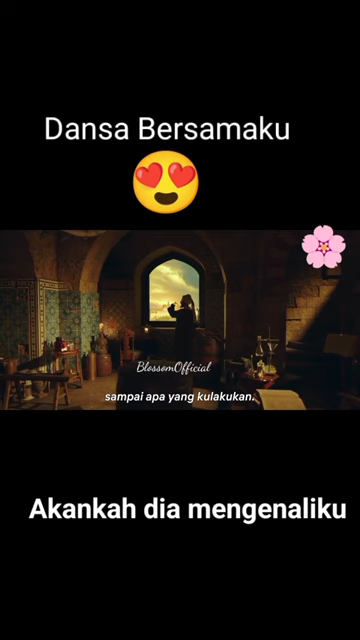 Dansa Bersamaku
BlossomOfficial
sampai apa yang kulakukan.
Akankah dia mengenaliku